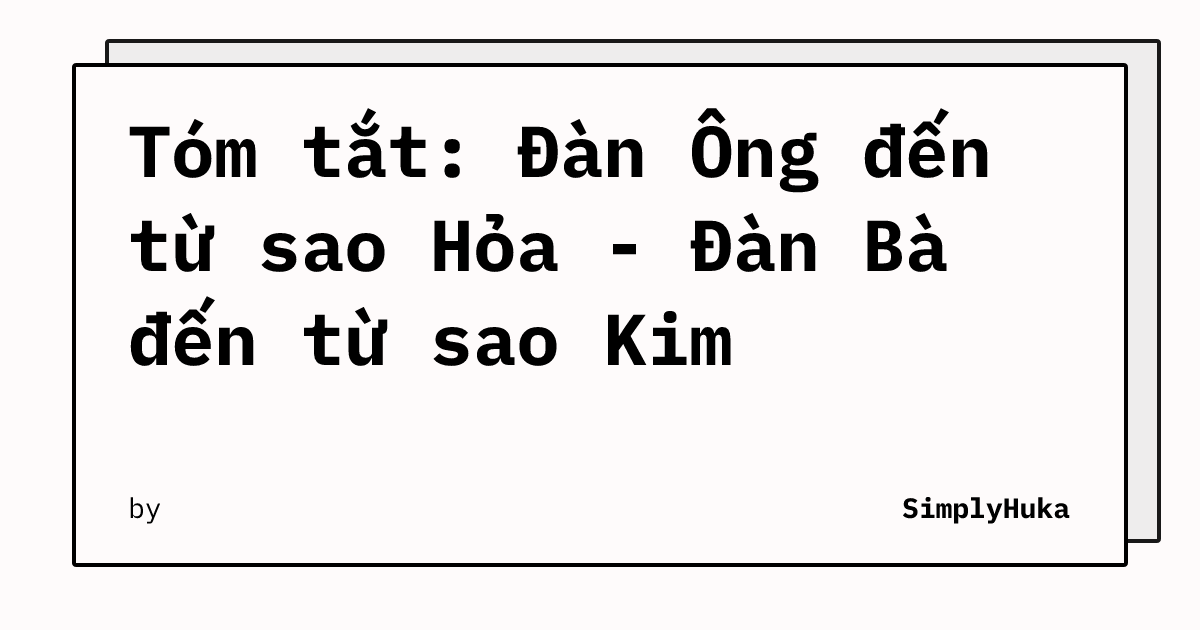 Tóm tắt: Đàn Ông đến
từ sao Hỏa - Đàn Bà
đến từ sao Kim
by
SimplyHuka